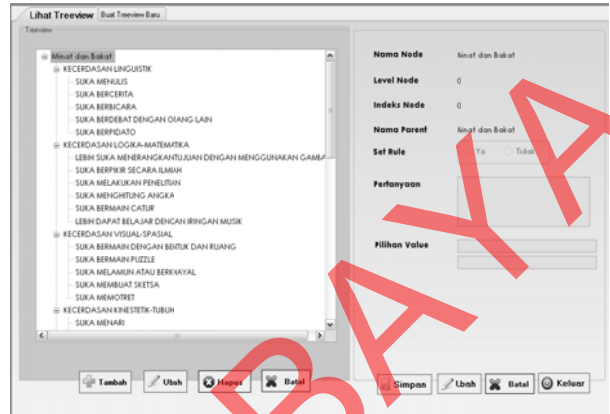 Lihat Treeview Buat Treeview Baru
Treeview
Minat dan Bakat
KECERDASAN LINGUISTIK
SUKA MENULIS
SUKA BERCERITA
SUKA BERBICARA
SUKA BERDEBAT DENGAN OIANG LAIN
SUKA BERPIDATO
KECERDASAN LOGIKA-MATEMATIKA
LEBIH SUKA MENERANGKANTUJUAN DENGAN MENGGUNAKAN GAMBA
SUKA BERPIKIR SECARA ILMIAH
SUKA MELAKUKAN PENELITIAN
SUKA MENGHITUNG ANGKA
SUKA BERMAIN CATUR
LEBIH DAPAT BELAJAR DENGAN IRINGAN MUSIK
KECERDASAN VISUAL-SPASIAL
SUKA BERMAIN DENGAN BENTUK DAN RUANG
SUKA BERMAIN PUZZLE
SUKA MELAMUN ATAU BERKHAYAL
SUKA MEMBUAT SKETSA
SUKA MEMOTRET
KECERDASAN KINESTETIK-TUBUH
SUKA MENARI
Tambah Ubah Hapus Batal
Nama Node Minat dan Bakat
Level Node 0
Indeks Node 0
Nama Parent Minat dan Bakat
Set Rule Ya Tidak
Pertanyaan
Pilihan Value
Simpan Ubah Batal Keluar
BAYA